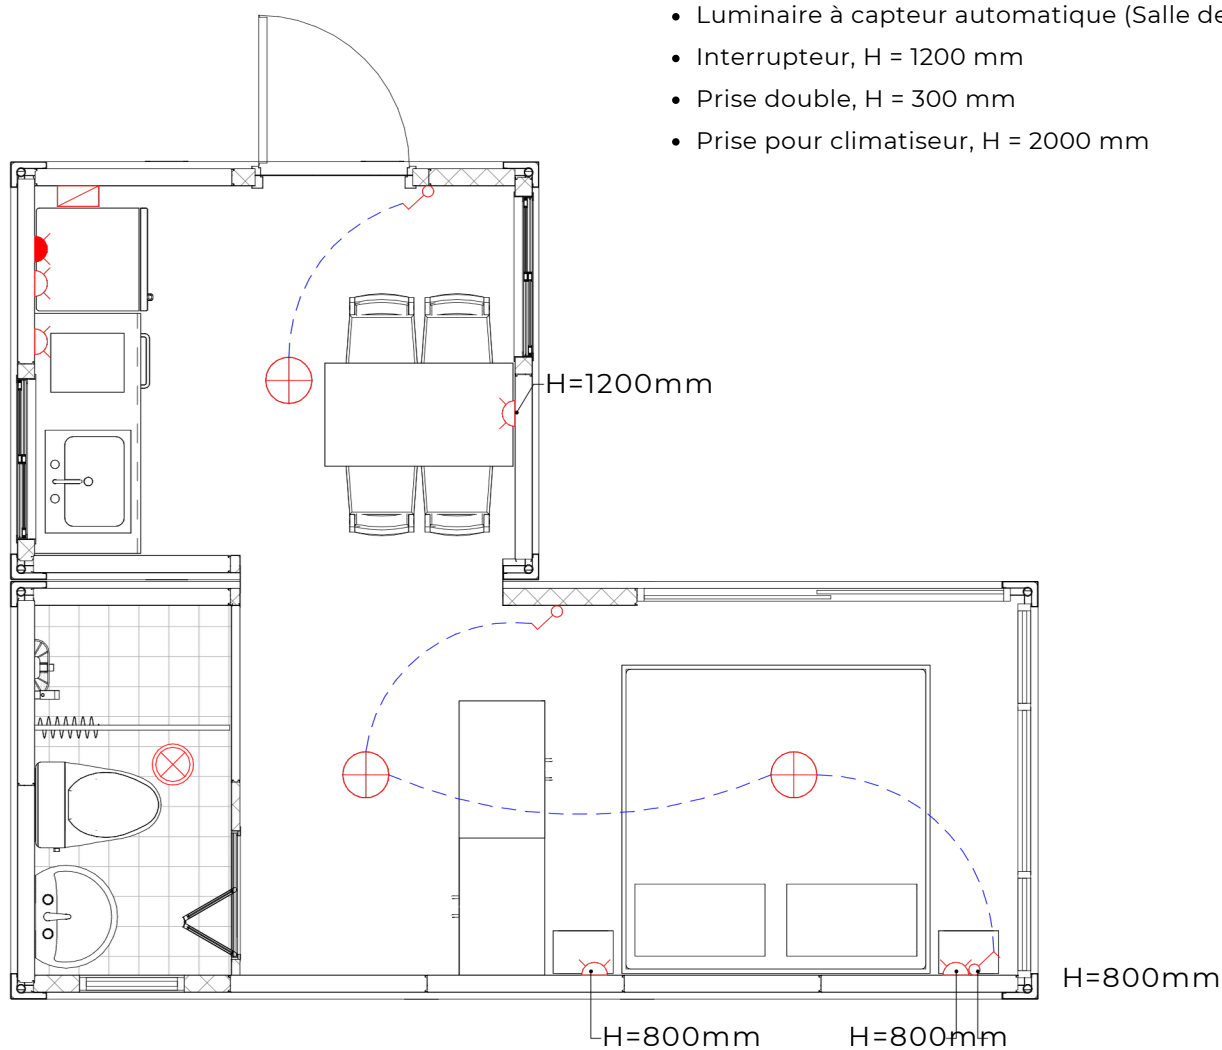 Luminaire à capteur automatique (Salle de
Interrupteur, H = 1200 mm
Prise double, H = 300 mm
Prise pour climatiseur, H = 2000 mm
H=1200mm
H=800mm
H=800mm
H=800mm